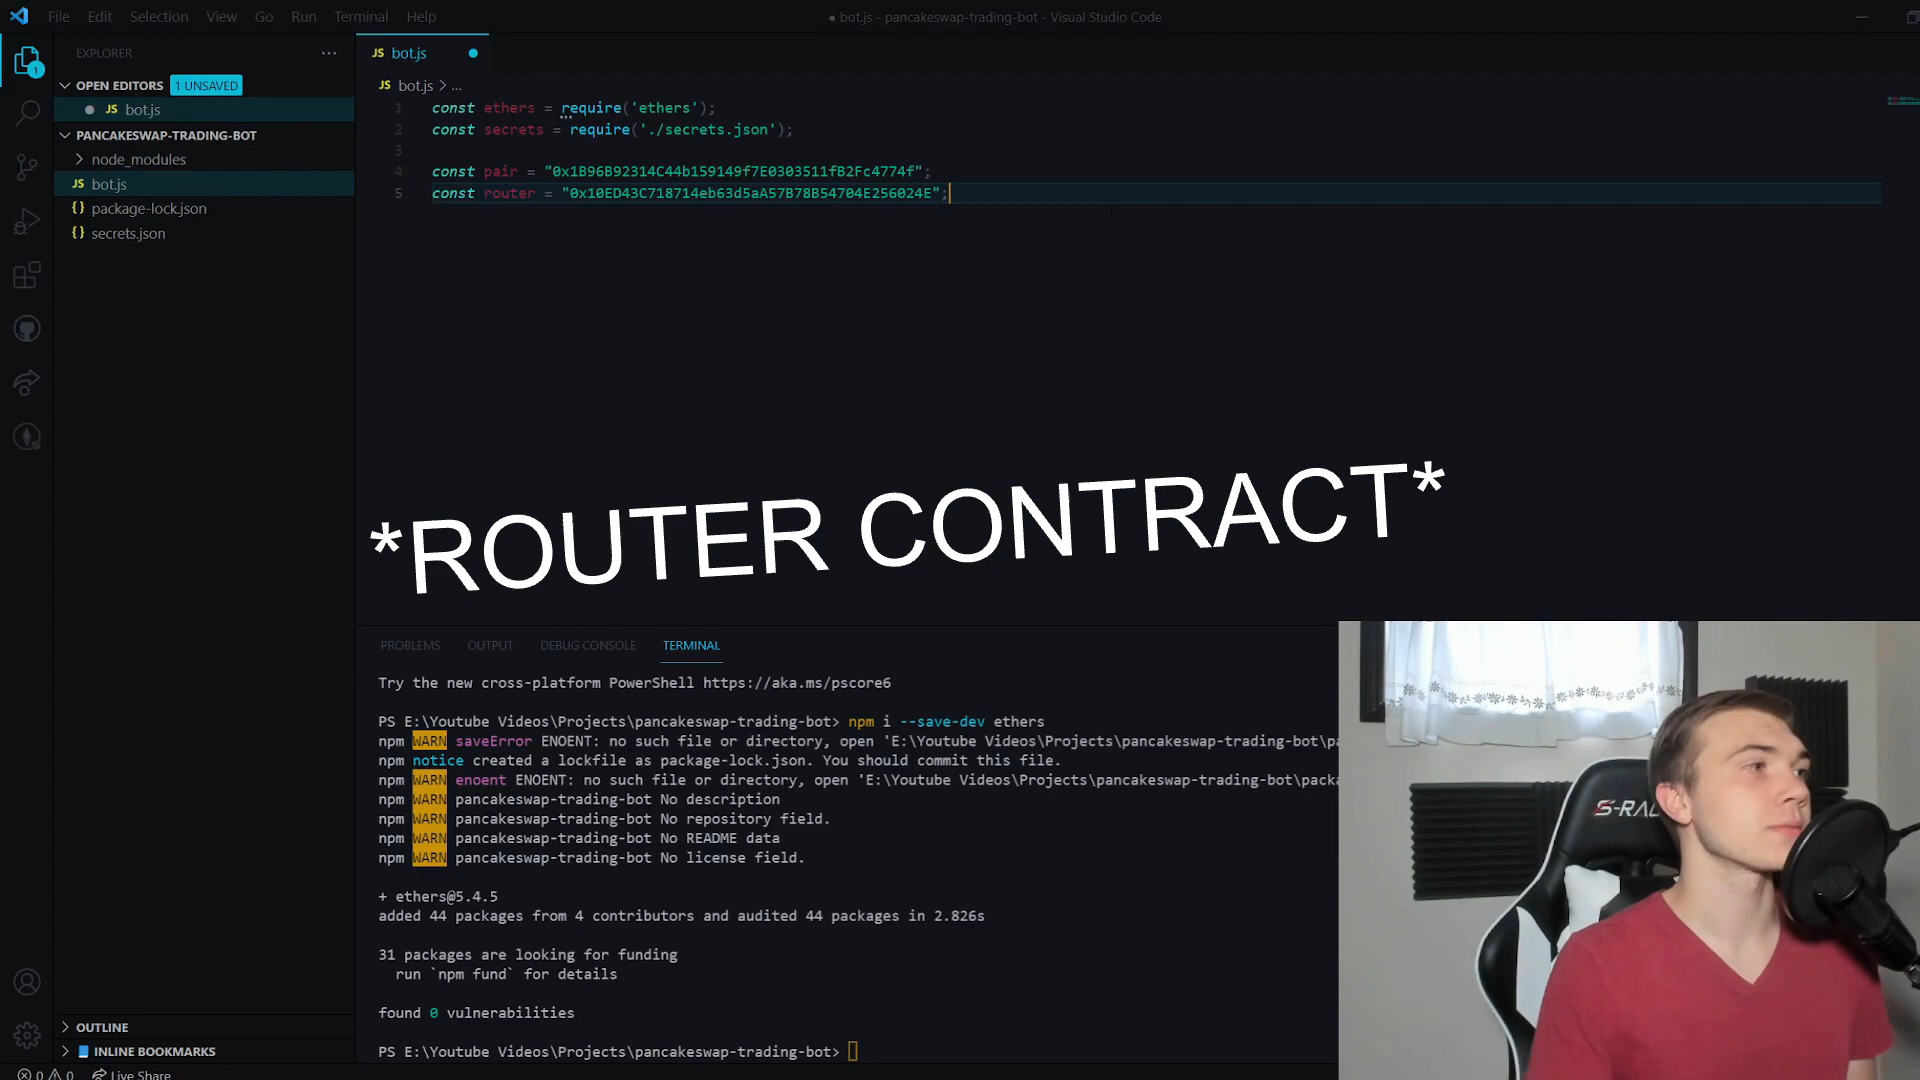 File Edit Selection View Go Run Terminal Help
● bot.js - pancakeswap-trading-bot - Visual Studio Code
EXPLORER ...
OPEN EDITORS 1 UNSAVED
JS bot.js
PANCAKESWAP-TRADING-BOT
node_modules
JS bot.js
{} package-lock.json
{} secrets.json
OUTLINE
INLINE BOOKMARKS
0 0 Live Share
1
JS bot.js
JS bot.js > ...
1 const ethers = require('ethers');
2 const secrets = require('./secrets.json');
3
4 const pair = "0x1B96B92314C44b159149f7E0303511fB2Fc4774f";
5 const router = "0x10ED43C718714eb63d5aA57B78B54704E256024E";
*ROUTER CONTRACT*
PROBLEMS OUTPUT DEBUG CONSOLE TERMINAL
Try the new cross-platform PowerShell https://aka.ms/pscore6
PS E:\Youtube Videos\Projects\pancakeswap-trading-bot> npm i --save-dev ethers
npm WARN saveError ENOENT: no such file or directory, open 'E:\Youtube Videos\Projects\pancakeswap-trading-bot\pa
npm notice created a lockfile as package-lock.json. You should commit this file.
npm WARN enoent ENOENT: no such file or directory, open 'E:\Youtube Videos\Projects\pancakeswap-trading-bot\packa
npm WARN pancakeswap-trading-bot No description
npm WARN pancakeswap-trading-bot No repository field.
npm WARN pancakeswap-trading-bot No README data
npm WARN pancakeswap-trading-bot No license field.
+ ethers@5.4.5
added 44 packages from 4 contributors and audited 44 packages in 2.826s
31 packages are looking for funding
run `npm fund` for details
found 0 vulnerabilities
PS E:\Youtube Videos\Projects\pancakeswap-trading-bot>